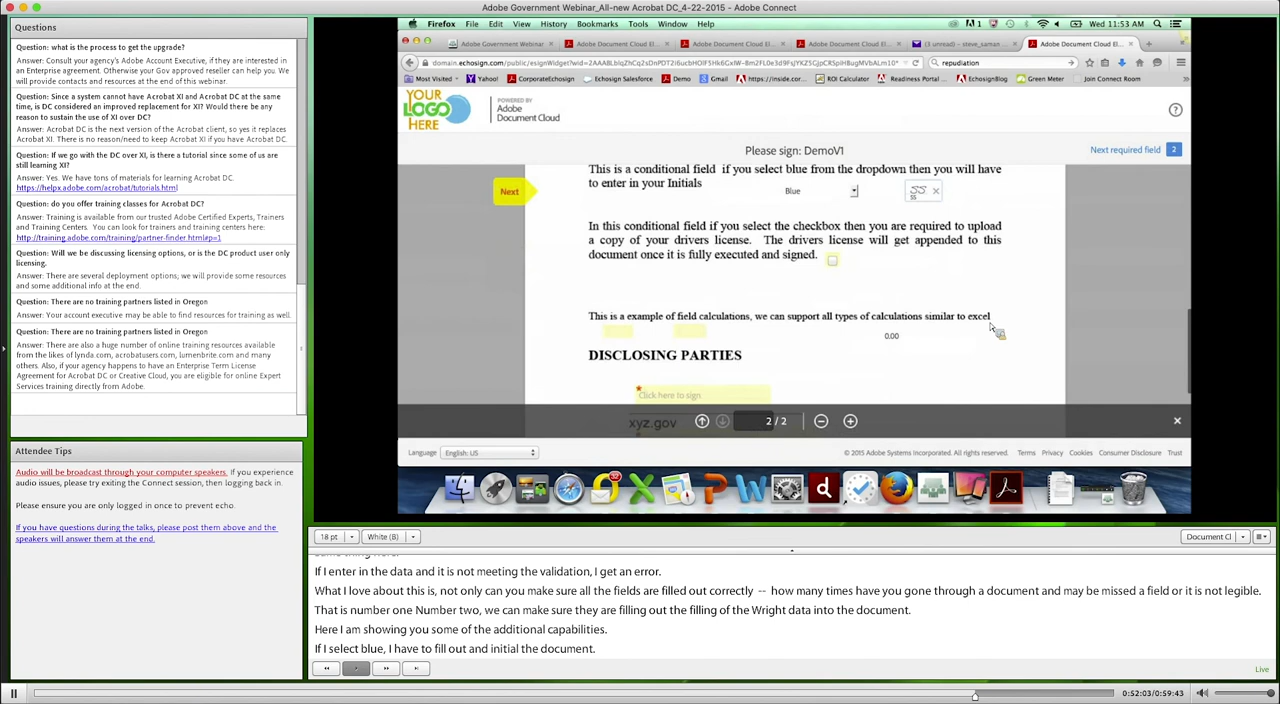 Adobe Government Webinar_All-new Acrobat DC_4-22-2015 - Adobe Connect
Questions
Question: what is the process to get the upgrade?
Answer: Consult your agency's Adobe Account Executive, if they are interested in
an Enterprise agreement. Otherwise your Gov approved reseller can help you. We
will provide contacts and resources at the end of this webinar.
Question: Since a system cannot have Acrobat XI and Acrobat DC at the same
time, is DC considered an improved replacement for XI? Would there be any
reason to sustain the use of XI over DC?
Answer: Acrobat DC is the next version of the Acrobat client, so yes it replaces
Acrobat XI. There is no reason/need to keep Acrobat XI if you have Acrobat DC.
Question: If we go with the DC over XI, is there a tutorial since some of us are
still learning XI?
Answer: Yes. We have tons of materials for learning Acrobat DC.
https://helpx.adobe.com/acrobat/tutorials.html
Question: do you offer training classes for Acrobat DC?
Answer: Training is available from our trusted Adobe Certified Experts, Trainers
and Training Centers. You can look for trainers and training centers here:
http://training.adobe.com/training/partner-finder.html#p=1
Question: Will we be discussing licensing options, or is the DC product user only
licensing.
Answer: There are several deployment options; we will provide some resources
and some additional info at the end.
Question: There are no training partners listed in Oregon
Answer: Your account executive may be able to find resources for training as well.
Question: There are no training partners listed in Oregon
Answer: There are also a huge number of online training resources available
from the likes of lynda.com, acrobatusers.com, lumenbrite.com and many
others. Also, if your agency happens to have an Enterprise Term License
Agreement for Acrobat DC or Creative Cloud, you are eligible for online Expert
Services training directly from Adobe.
Attendee Tips
Audio will be broadcast through your computer speakers. If you experience
audio issues, please try exiting the Connect session, then logging back in.
Please ensure you are only logged in once to prevent echo.
If you have questions during the talks, please post them above and the
speakers will answer them at the end.
Firefox File Edit View History Bookmarks Tools Window Help
1 Wed 11:53 AM
Adobe Government Webinar... Adobe Document Cloud El... Adobe Document Cloud El... Adobe Document Cloud El... (3 unread) - steve_saman ... Adobe Document Cloud El...
repudiation
Most Visited Yahoo! CorporateEchosign Echosign Salesforce Demo Gmail https://inside.cor... ROI Calculator Readiness Portal ... EchosignBlog Green Meter Join Connect Room
YOUR
LOGO
HERE
POWERED BY
Adobe
Document Cloud
Please sign: DemoV1
Next required field 2
Next
This is a conditional field if you select blue from the dropdown then you will have
to enter in your Initials
Blue
SS
SS
In this conditional field if you select the checkbox then you are required to upload
a copy of your drivers license. The drivers license will get appended to this
document once it is fully executed and signed.
This is a example of field calculations, we can support all types of calculations similar to excel
0.00
DISCLOSING PARTIES
* Click here to sign
xyz.gov
2 / 2
Language English: US
© 2015 Adobe Systems Incorporated. All rights reserved. Terms Privacy Cookies Consumer Disclosure Trust
18 pt White (B)
Document Cl
If I enter in the data and it is not meeting the validation, I get an error.
What I love about this is, not only can you make sure all the fields are filled out correctly -- how many times have you gone through a document and may be missed a field or it is not legible.
That is number one Number two, we can make sure they are filling out the filling of the Wright data into the document.
Here I am showing you some of the additional capabilities.
If I select blue, I have to fill out and initial the document.
Live
0:52:03/0:59:43